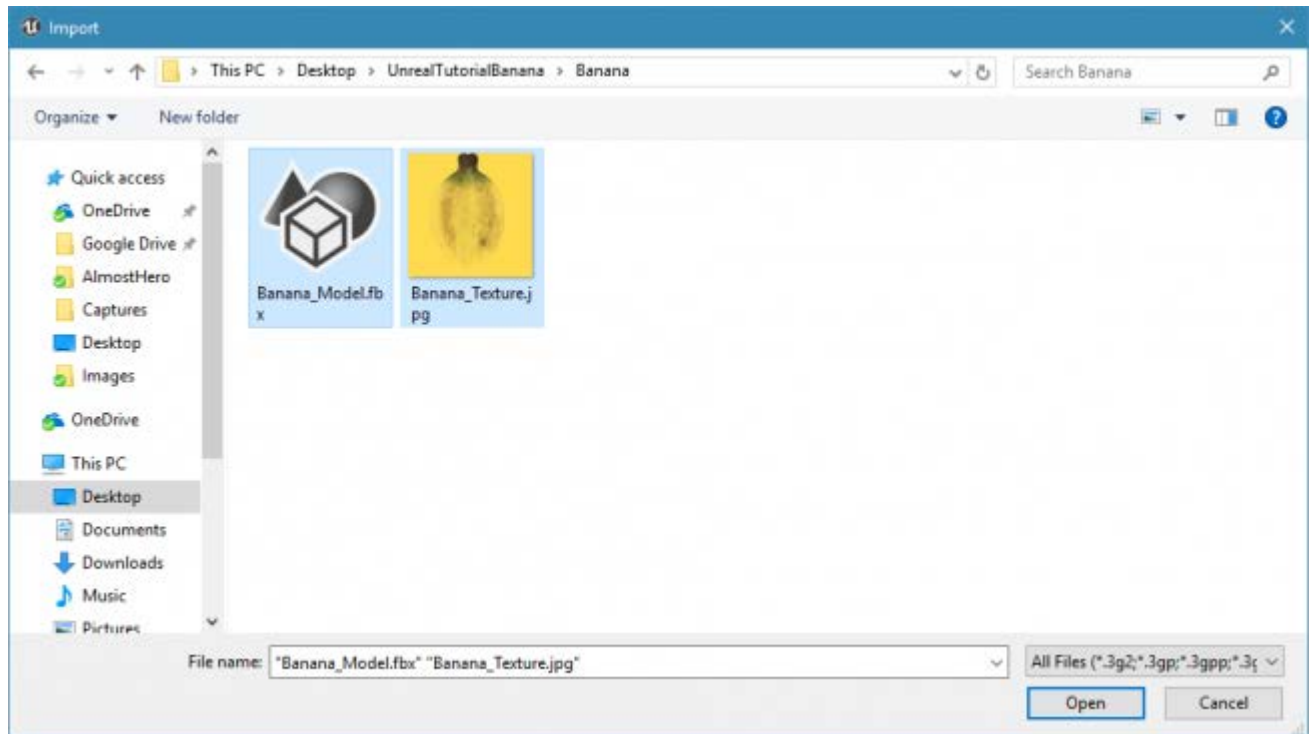 Import
This PC > Desktop > UnrealTutorialBanana > Banana
Search Banana
Organize
New folder
Quick access
OneDrive
Google Drive
AlmostHero
Captures
Desktop
Images
OneDrive
This PC
Desktop
Documents
Downloads
Music
Pictures
Banana_Model.fb
x
Banana_Texture.j
pg
File name: "Banana_Model.fbx" "Banana_Texture.jpg"
All Files (*.3g2;*.3gp;*.3gpp;*.3g
Open
Cancel